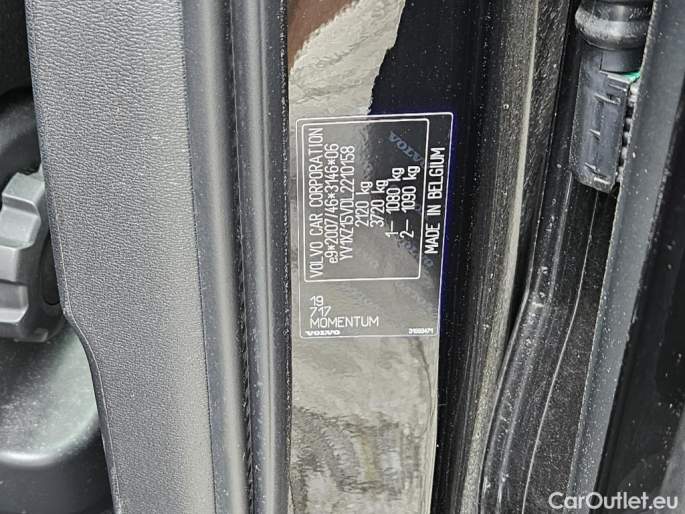 VOLVO CAR CORPORATION
e9*2007/46*3146*06
YV1XZ15V0L2210158
2120 kg
3720 kg
1– 1080 kg
2– 1090 kg
MADE IN BELGIUM
VOLVO
19
717
MOMENTUM
VOLVO
CarOutlet.eu